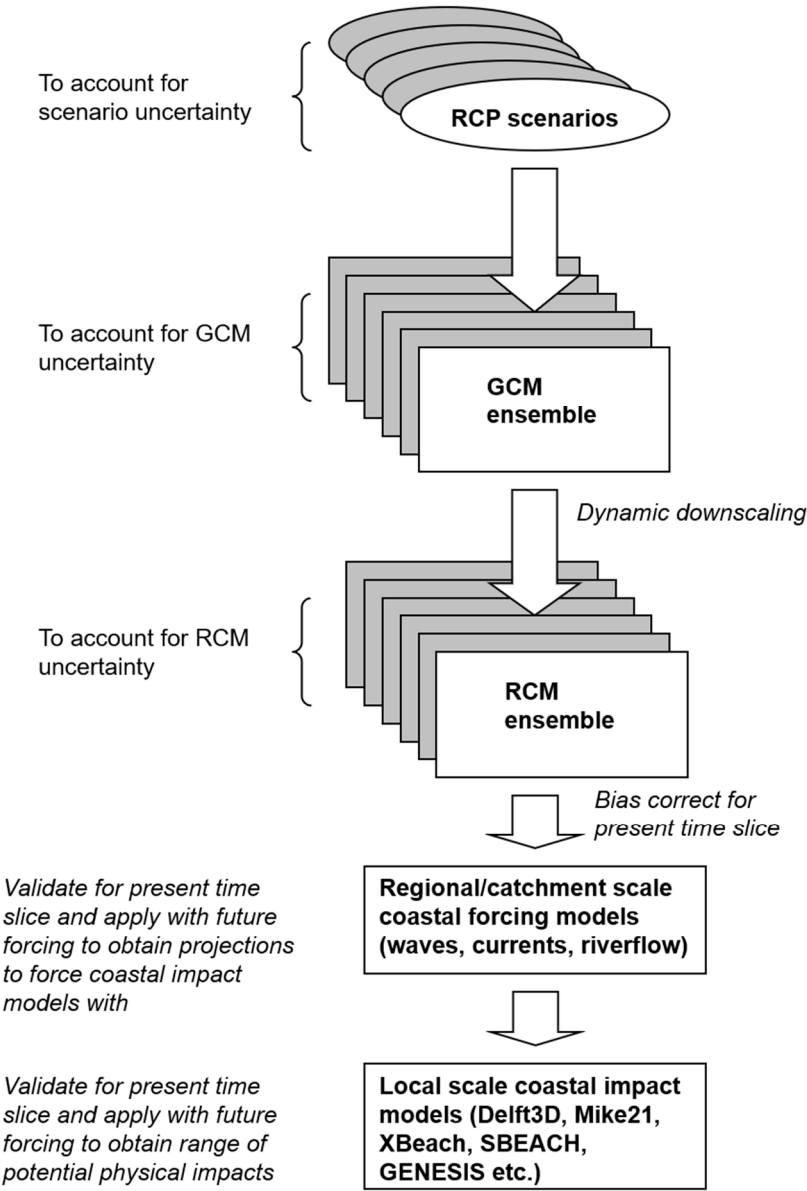 To account for
scenario uncertainty
RCP scenarios
To account for GCM
uncertainty
GCM
ensemble
Dynamic downscaling
To account for RCM
uncertainty
RCM
ensemble
Bias correct for
present time slice
Validate for present time
slice and apply with future
forcing to obtain projections
to force coastal impact
models with
Regional/catchment scale
coastal forcing models
(waves, currents, riverflow)
Validate for present time
slice and apply with future
forcing to obtain range of
potential physical impacts
Local scale coastal impact
models (Delft3D, Mike21,
XBeach, SBEACH,
GENESIS etc.)